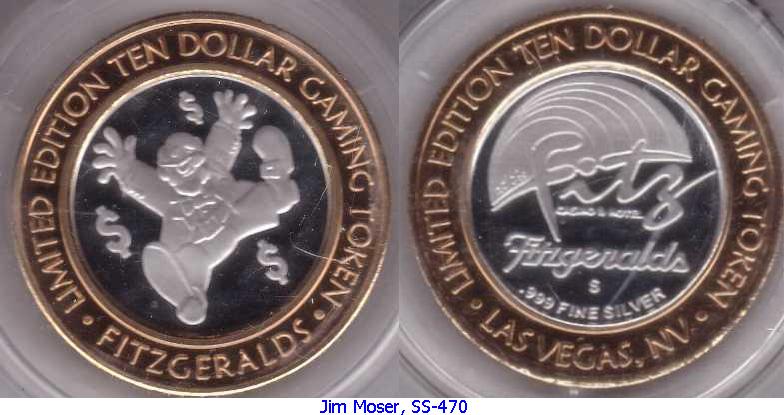 LIMITED EDITION TEN DOLLAR GAMING TOKEN
• FITZGERALDS •
$
$
$
LIMITED EDITION TEN DOLLAR GAMING TOKEN
• LAS VEGAS, NV. •
Fitz
CASINO & HOTEL
Fitzgeralds
S
.999 FINE SILVER
Jim Moser, SS-470